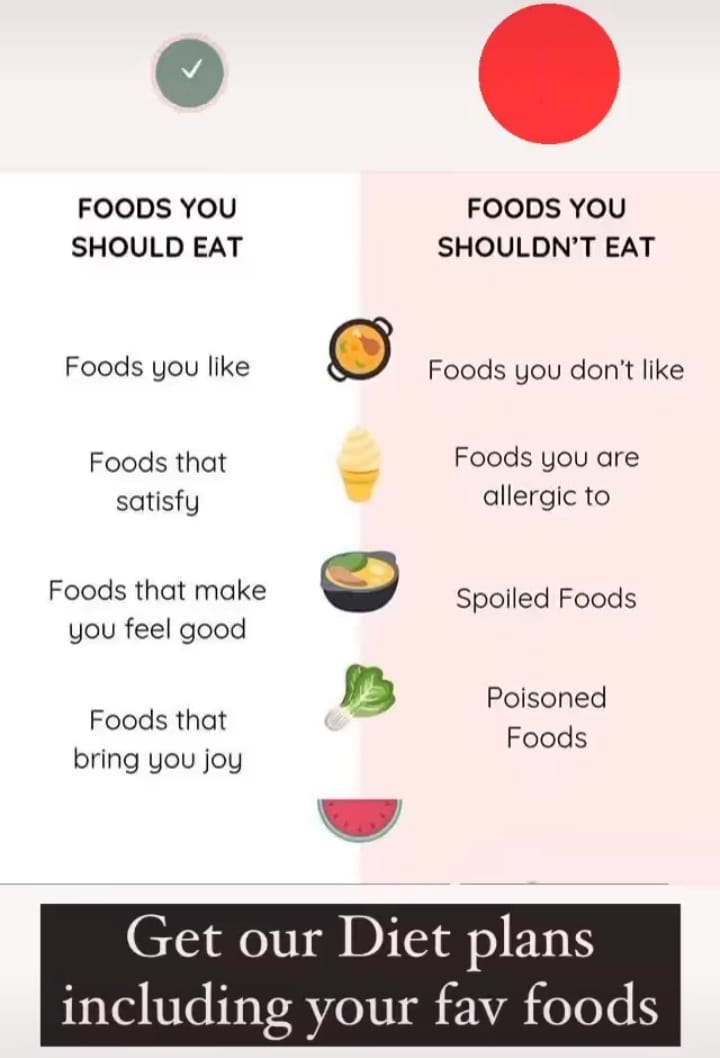 FOODS YOU
SHOULD EAT
Foods you like
Foods that
satisfy
Foods that make
you feel good
Foods that
bring you joy
FOODS YOU
SHOULDN'T EAT
Foods you don't like
Foods you are
allergic to
Spoiled Foods
Poisoned
Foods
Get our Diet plans
including your fav foods